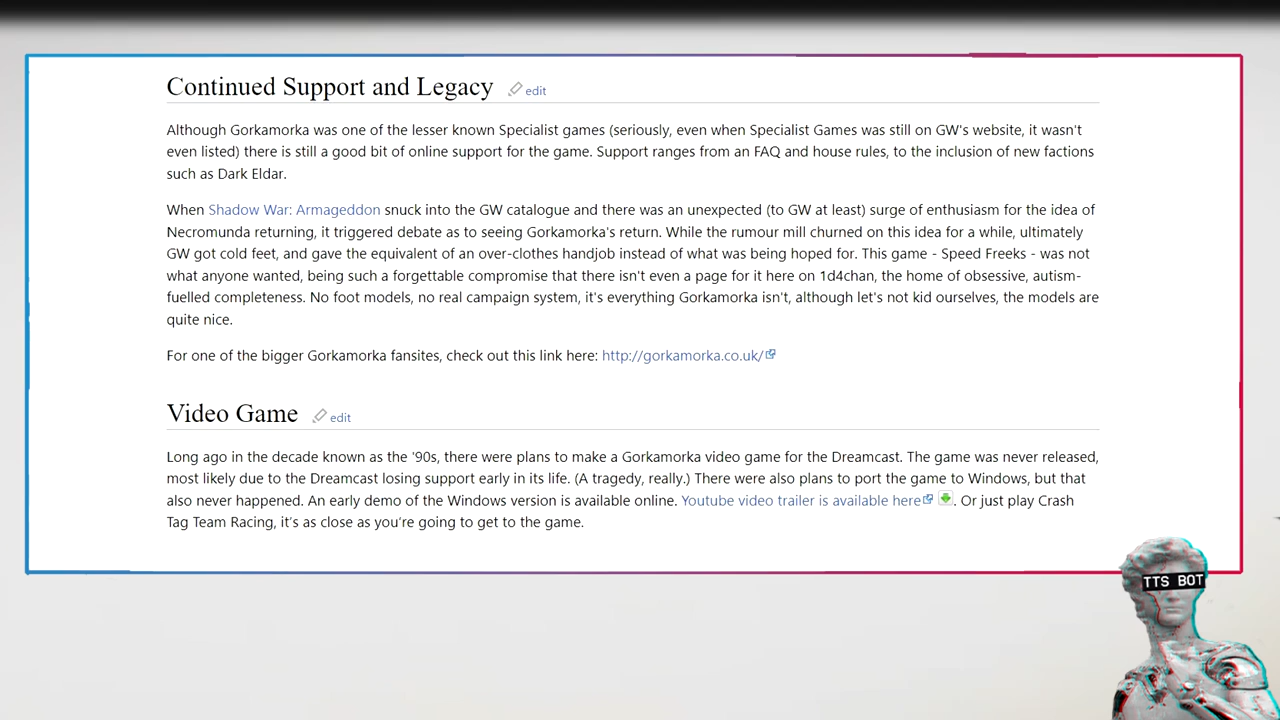 Continued Support and Legacy edit
Although Gorkamorka was one of the lesser known Specialist games (seriously, even when Specialist Games was still on GW's website, it wasn't
even listed) there is still a good bit of online support for the game. Support ranges from an FAQ and house rules, to the inclusion of new factions
such as Dark Eldar.
When Shadow War: Armageddon snuck into the GW catalogue and there was an unexpected (to GW at least) surge of enthusiasm for the idea of
Necromunda returning, it triggered debate as to seeing Gorkamorka's return. While the rumour mill churned on this idea for a while, ultimately
GW got cold feet, and gave the equivalent of an over-clothes handjob instead of what was being hoped for. This game - Speed Freeks - was not
what anyone wanted, being such a forgettable compromise that there isn't even a page for it here on 1d4chan, the home of obsessive, autism-
fuelled completeness. No foot models, no real campaign system, it's everything Gorkamorka isn't, although let's not kid ourselves, the models are
quite nice.
For one of the bigger Gorkamorka fansites, check out this link here: http://gorkamorka.co.uk/
Video Game edit
Long ago in the decade known as the '90s, there were plans to make a Gorkamorka video game for the Dreamcast. The game was never released,
most likely due to the Dreamcast losing support early in its life. (A tragedy, really.) There were also plans to port the game to Windows, but that
also never happened. An early demo of the Windows version is available online. Youtube video trailer is available here. Or just play Crash
Tag Team Racing, it's as close as you're going to get to the game.
TTS BOT